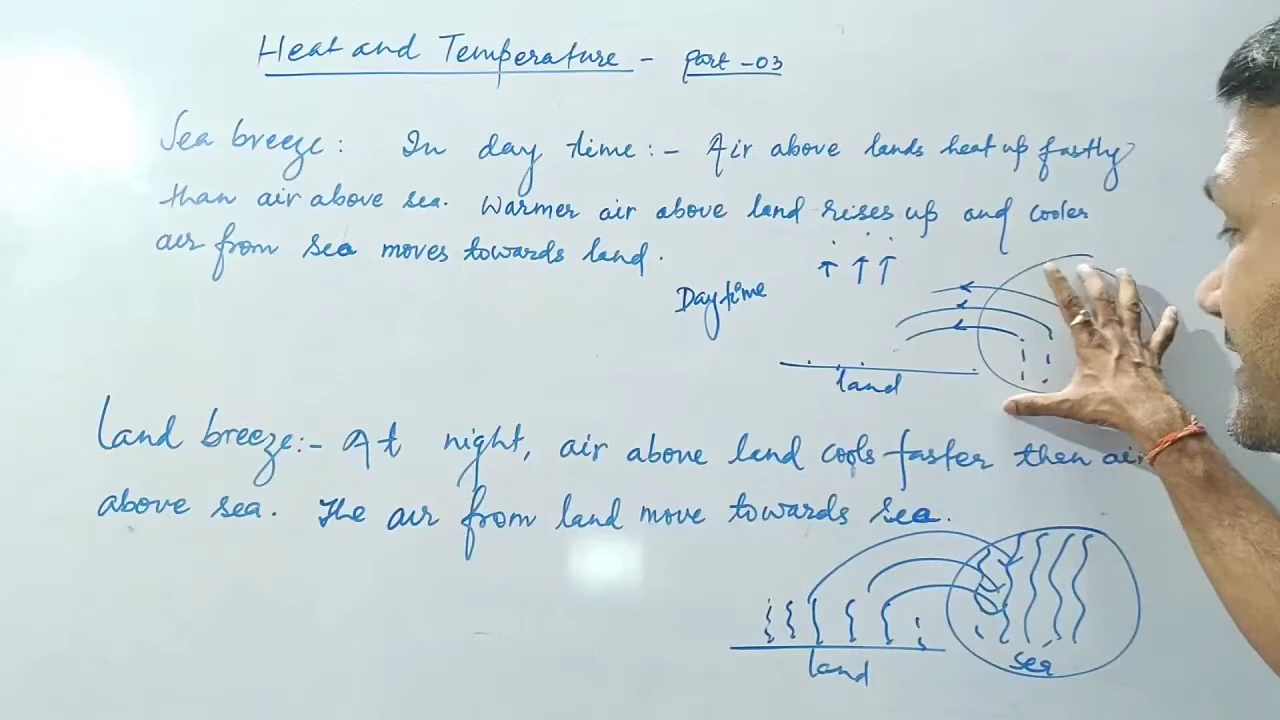 Heat and Temperature - Part -03
Sea breeze: In day time:- Air above lands heat up fastly
than air above sea. Warmer air above land rises up and cooler
air from sea moves towards land.
Day time
land
Land breeze:- At night, air above land cools faster then air
above sea. The air from land move towards sea.
land
sea